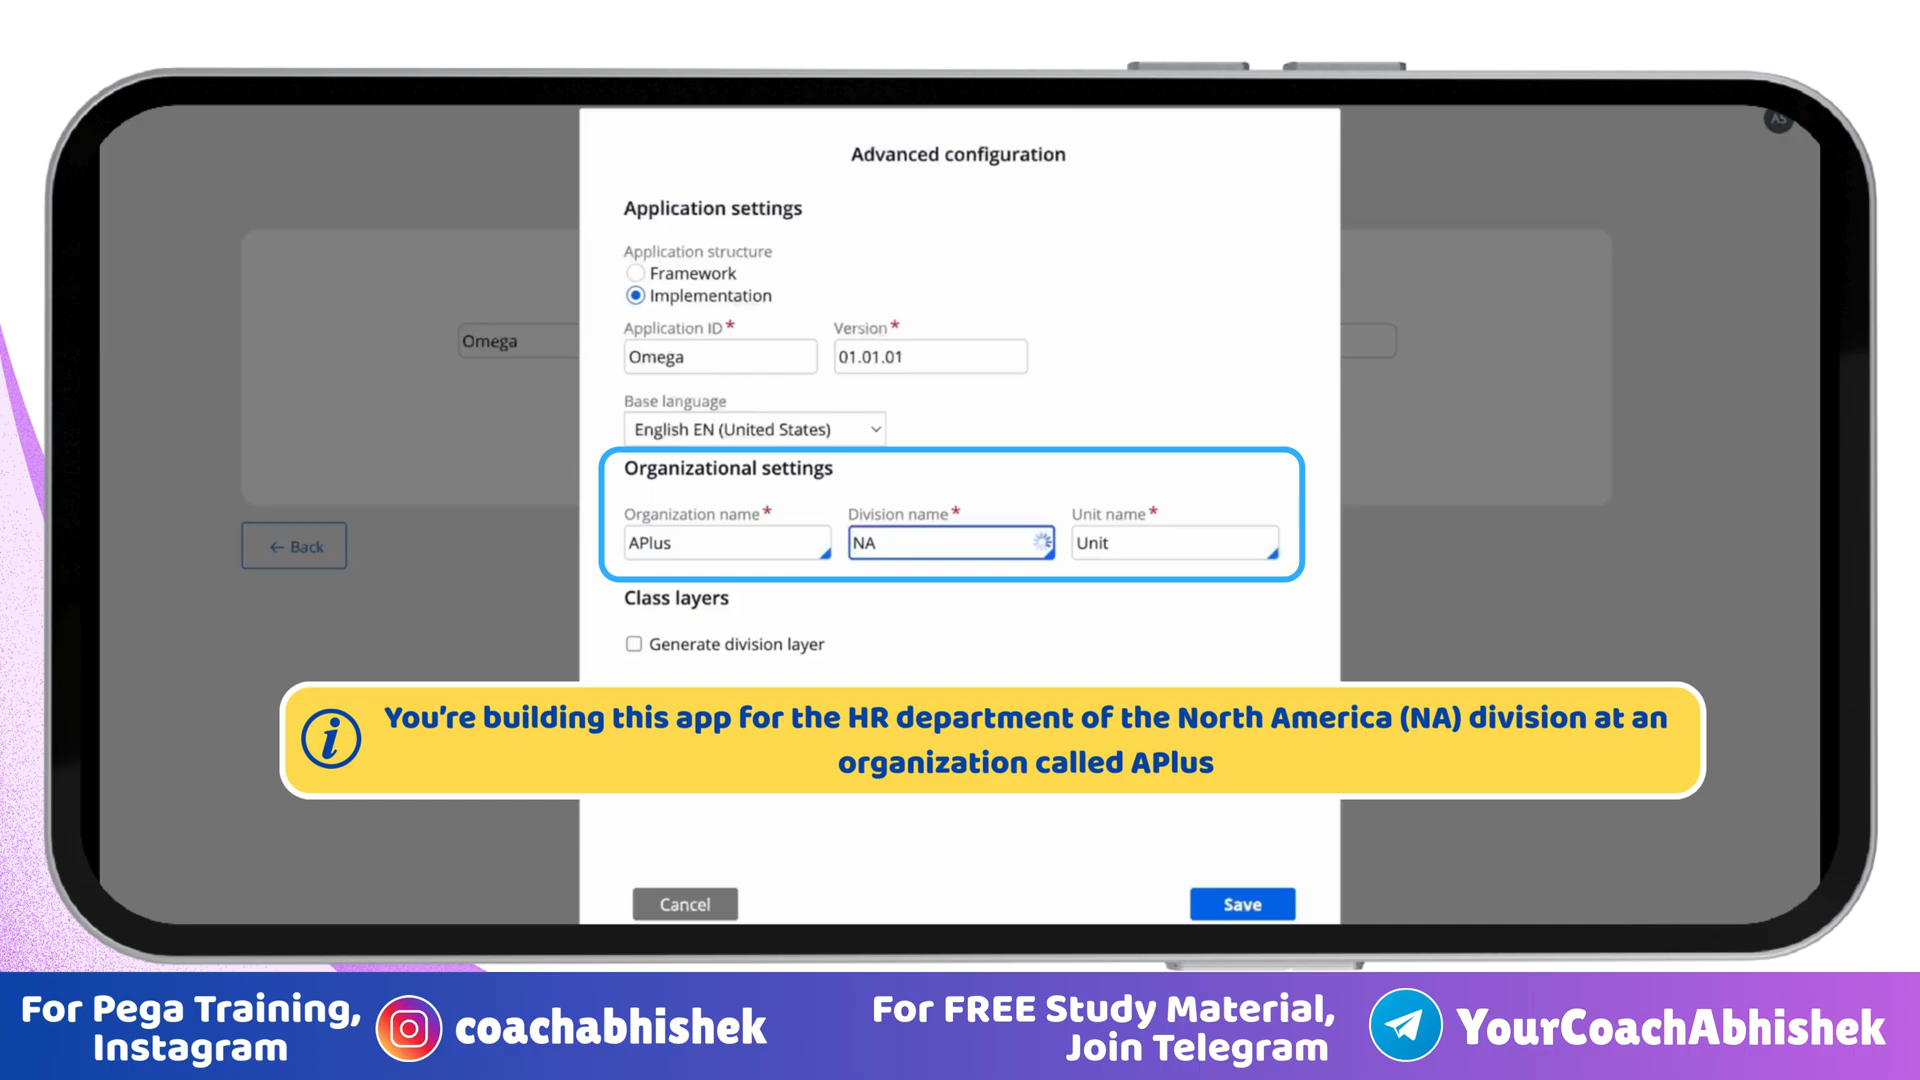 AS
Advanced configuration
Application settings
Application structure
Framework
Implementation
Application ID* Version*
Omega 01.01.01
Omega
Base language
English EN (United States)
Organizational settings
Organization name* Division name* Unit name*
APlus NA Unit
← Back
Class layers
Generate division layer
You're building this app for the HR department of the North America (NA) division at an
organization called APlus
Cancel Save
For Pega Training,
Instagram
coachabhishek
For FREE Study Material,
Join Telegram
YourCoachAbhishek